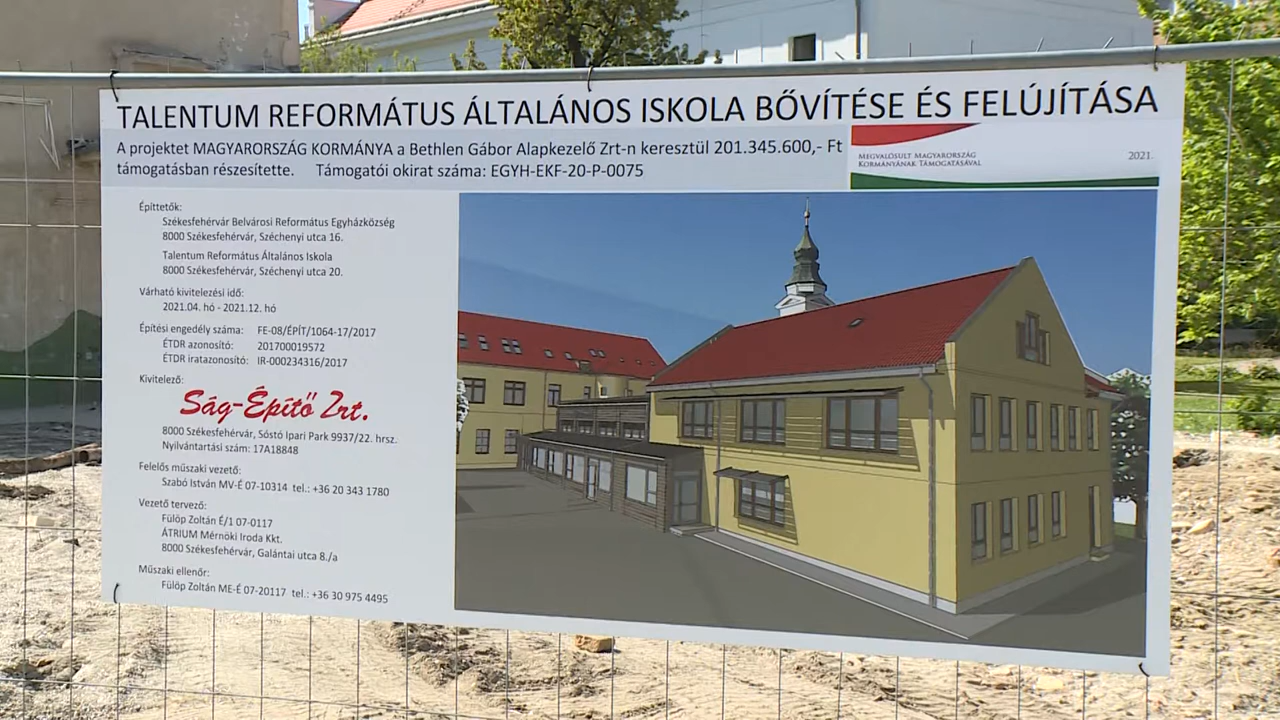 TALENTUM REFORMÁTUS ÁLTALÁNOS ISKOLA BŐVÍTÉSE ÉS FELÚJÍTÁSA
A projektet MAGYARORSZÁG KORMÁNYA a Bethlen Gábor Alapkezelő Zrt-n keresztül 201.345.600,- Ft
támogatásban részesítette. Támogatói okirat száma: EGYH-EKF-20-P-0075
MEGVALÓSULT MAGYARORSZÁG
KORMÁNYÁNAK TÁMOGATÁSÁVAL
2021.
Építtetők:
Székesfehérvár Belvárosi Református Egyházközség
8000 Székesfehérvár, Széchenyi utca 16.
Talentum Református Általános Iskola
8000 Székesfehérvár, Széchenyi utca 20.
Várható kivitelezési idő:
2021.04. hó - 2021.12. hó
Építési engedély száma: FE-08/ÉPÍT/1064-17/2017
ÉTDR azonosító: 201700019572
ÉTDR iratazonosító: IR-000234316/2017
Kivitelező:
Ság-Építő Zrt.
8000 Székesfehérvár, Sóstó Ipari Park 9937/22. hrsz.
Nyilvántartási szám: 17A18848
Felelős műszaki vezető:
Szabó István MV-É 07-10314 tel.: +36 20 343 1780
Vezető tervező:
Fülöp Zoltán É/1 07-0117
ÁTRIUM Mérnöki Iroda Kkt.
8000 Székesfehérvár, Galántai utca 8./a
Műszaki ellenőr:
Fülöp Zoltán ME-É 07-20117 tel.: +36 30 975 4495